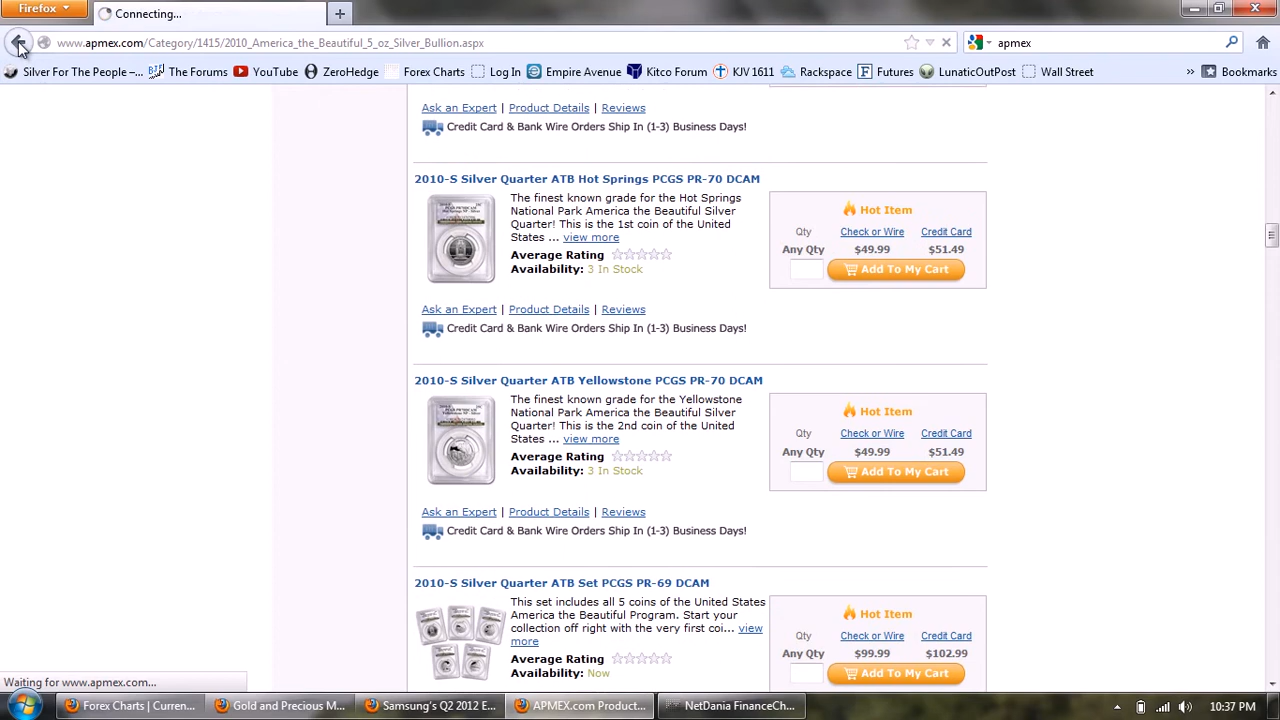 Firefox
Connecting...
www.apmex.com/Category/1415/2010_America_the_Beautiful_5_oz_Silver_Bullion.aspx
apmex
Silver For The People –...
The Forums
YouTube
ZeroHedge
Forex Charts
Log In
Empire Avenue
Kitco Forum
KJV 1611
Rackspace
Futures
LunaticOutPost
Wall Street
»
Bookmarks
Ask an Expert | Product Details | Reviews
Credit Card & Bank Wire Orders Ship In (1-3) Business Days!
2010-S Silver Quarter ATB Hot Springs PCGS PR-70 DCAM
The finest known grade for the Hot Springs
National Park America the Beautiful Silver
Quarter! This is the 1st coin of the United
States ... view more
Average Rating
Availability: 3 In Stock
Hot Item
Qty Check or Wire Credit Card
Any Qty $49.99 $51.49
Add To My Cart
Ask an Expert | Product Details | Reviews
Credit Card & Bank Wire Orders Ship In (1-3) Business Days!
2010-S Silver Quarter ATB Yellowstone PCGS PR-70 DCAM
The finest known grade for the Yellowstone
National Park America the Beautiful Silver
Quarter! This is the 2nd coin of the United
States ... view more
Average Rating
Availability: 3 In Stock
Hot Item
Qty Check or Wire Credit Card
Any Qty $49.99 $51.49
Add To My Cart
Ask an Expert | Product Details | Reviews
Credit Card & Bank Wire Orders Ship In (1-3) Business Days!
2010-S Silver Quarter ATB Set PCGS PR-69 DCAM
This set includes all 5 coins of the United States
America the Beautiful Program. Start your
collection off right with the very first coi... view
more
Average Rating
Availability: Now
Hot Item
Qty Check or Wire Credit Card
Any Qty $99.99 $102.99
Add To My Cart
Waiting for www.apmex.com...
Forex Charts | Curren...
Gold and Precious M...
Samsung's Q2 2012 E...
APMEX.com Product...
NetDania FinanceCh...
10:37 PM